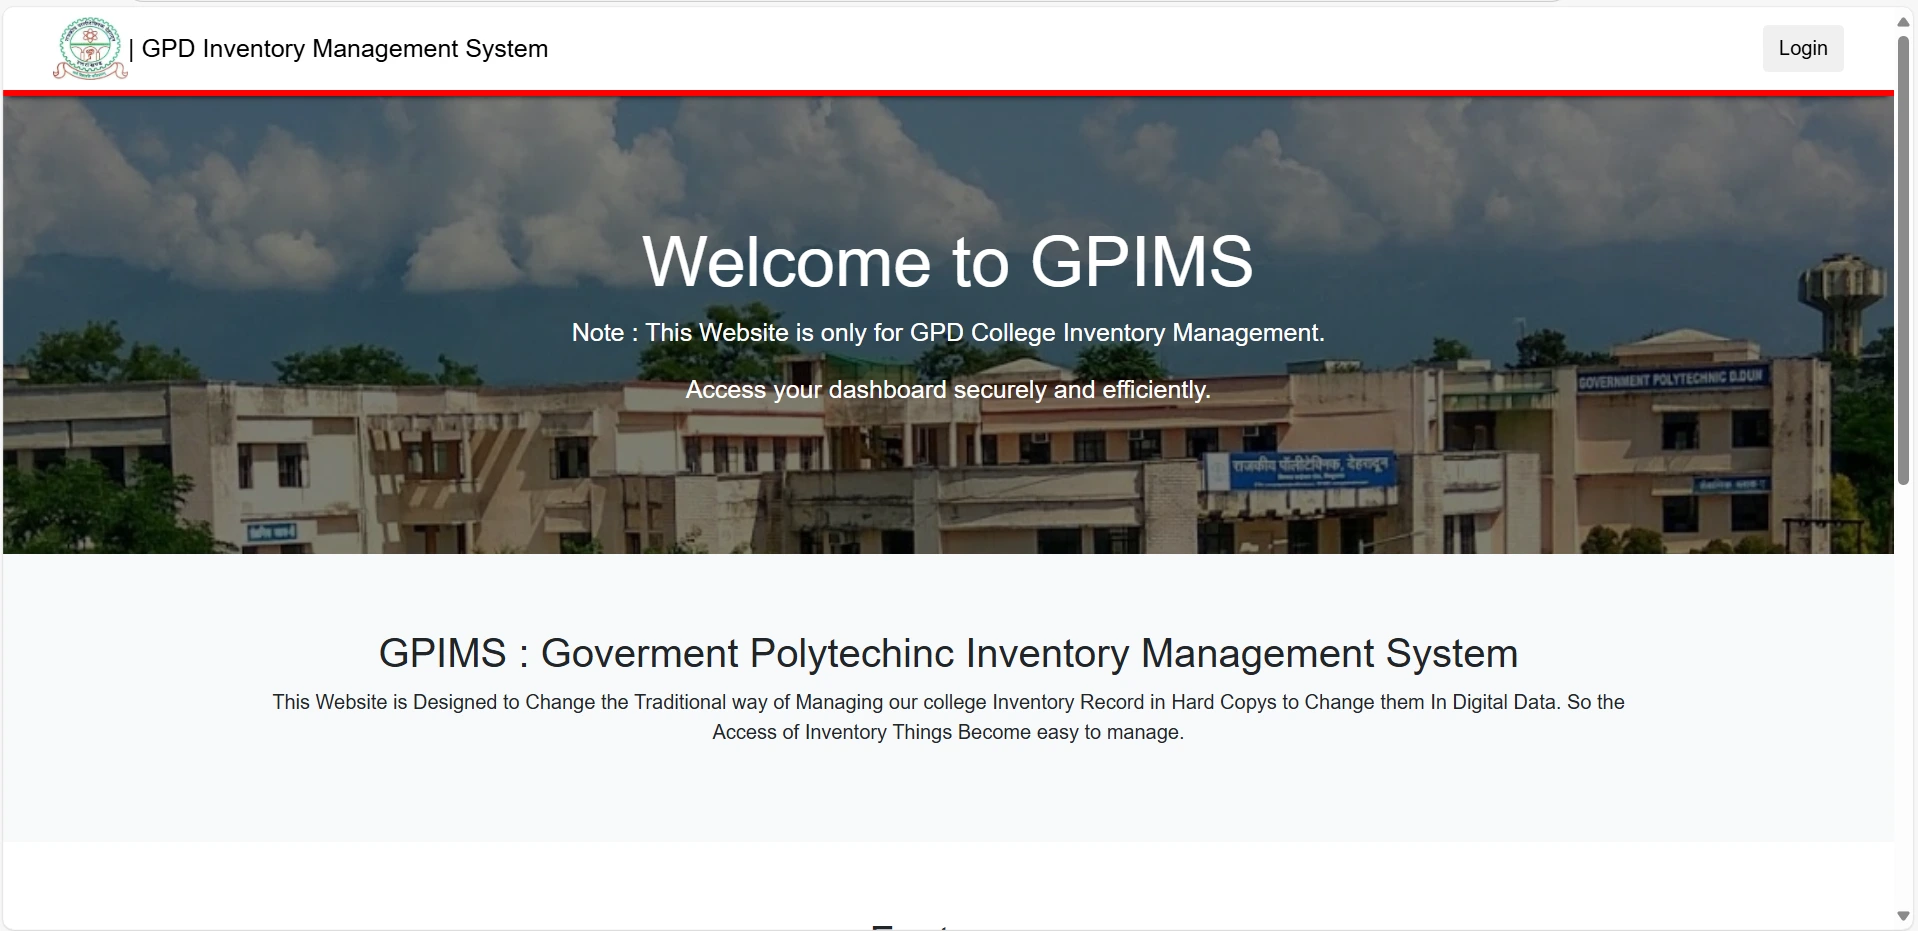 | GPD Inventory Management System
Login
Welcome to GPIMS
Note : This Website is only for GPD College Inventory Management.
GOVERNMENT POLYTECHNIC D.DUN
Access your dashboard securely and efficiently.
राजकीय पॉलीटेक्निक, देहरादून
GPIMS : Goverment Polytechinc Inventory Management System
This Website is Designed to Change the Traditional way of Managing our college Inventory Record in Hard Copys to Change them In Digital Data. So the
Access of Inventory Things Become easy to manage.